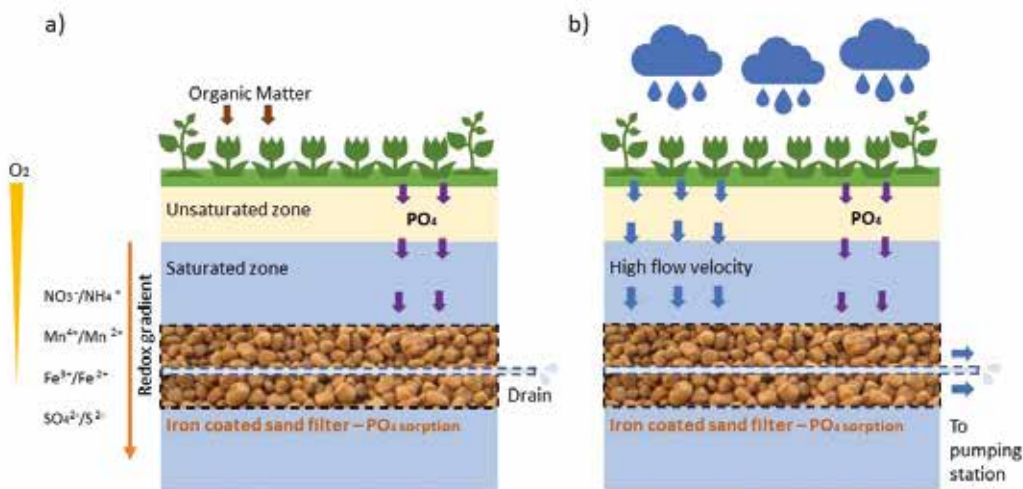 a)
Organic Matter
O₂
Unsaturated zone
PO₄
Saturated zone
NO₃⁻/NH₄⁺
Mn⁴⁺/Mn²⁺
Fe³⁺/Fe²⁺
SO₄²⁻/S²⁻
Redox gradient
Drain
Iron coated sand filter – PO₄ sorption
b)
PO₄
High flow velocity
Iron coated sand filter – PO₄ sorption
To
pumping
station